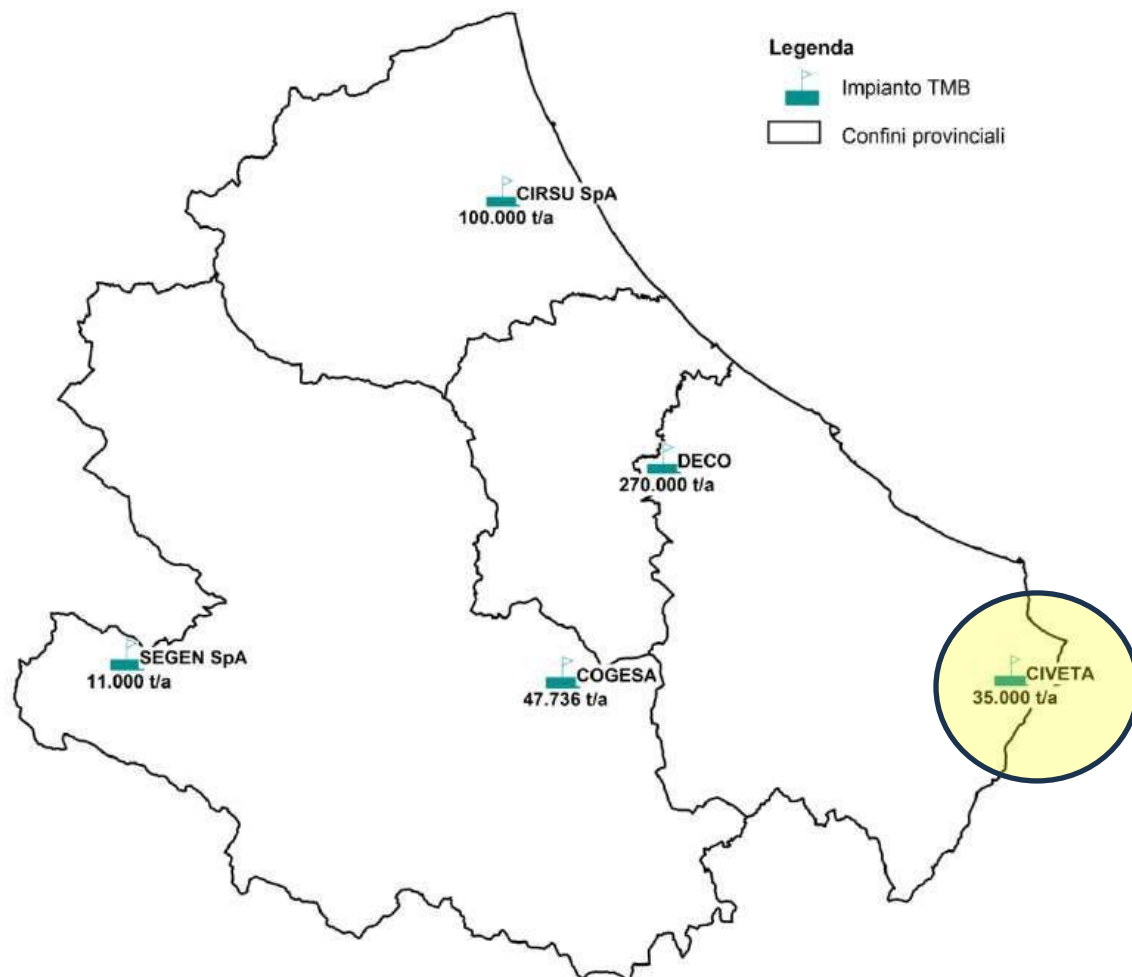 Legenda
Impianto TMB
Confini provinciali
CIRSU SpA
100.000 t/a
DECO
270.000 t/a
SEGEN SpA
11.000 t/a
COGESA
47.736 t/a
CIVETA
35.000 t/a